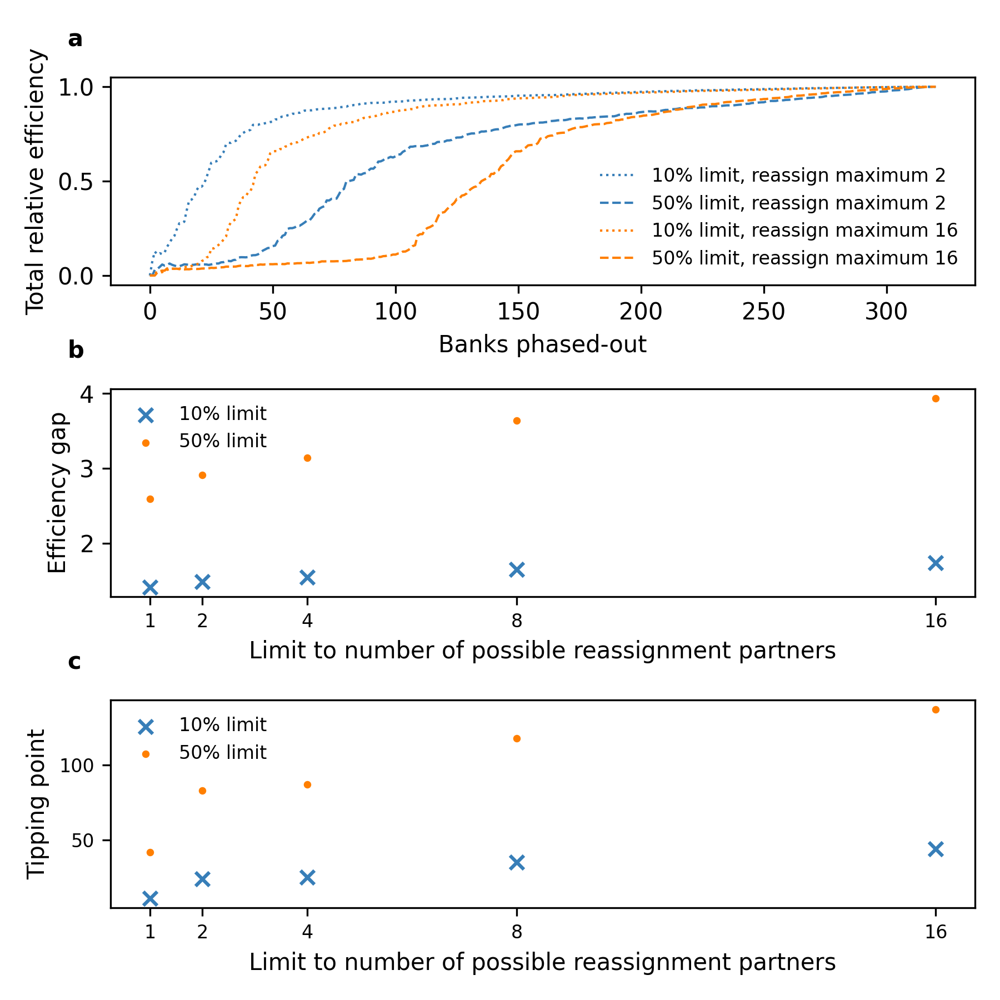 a
Total relative efficiency
1.0
0.5
0.0
10% limit, reassign maximum 2
50% limit, reassign maximum 2
10% limit, reassign maximum 16
50% limit, reassign maximum 16
0 50 100 150 200 250 300
Banks phased-out
b
Efficiency gap
4
3
2
10% limit
50% limit
1 2 4 8 16
Limit to number of possible reassignment partners
c
Tipping point
100
50
10% limit
50% limit
1 2 4 8 16
Limit to number of possible reassignment partners